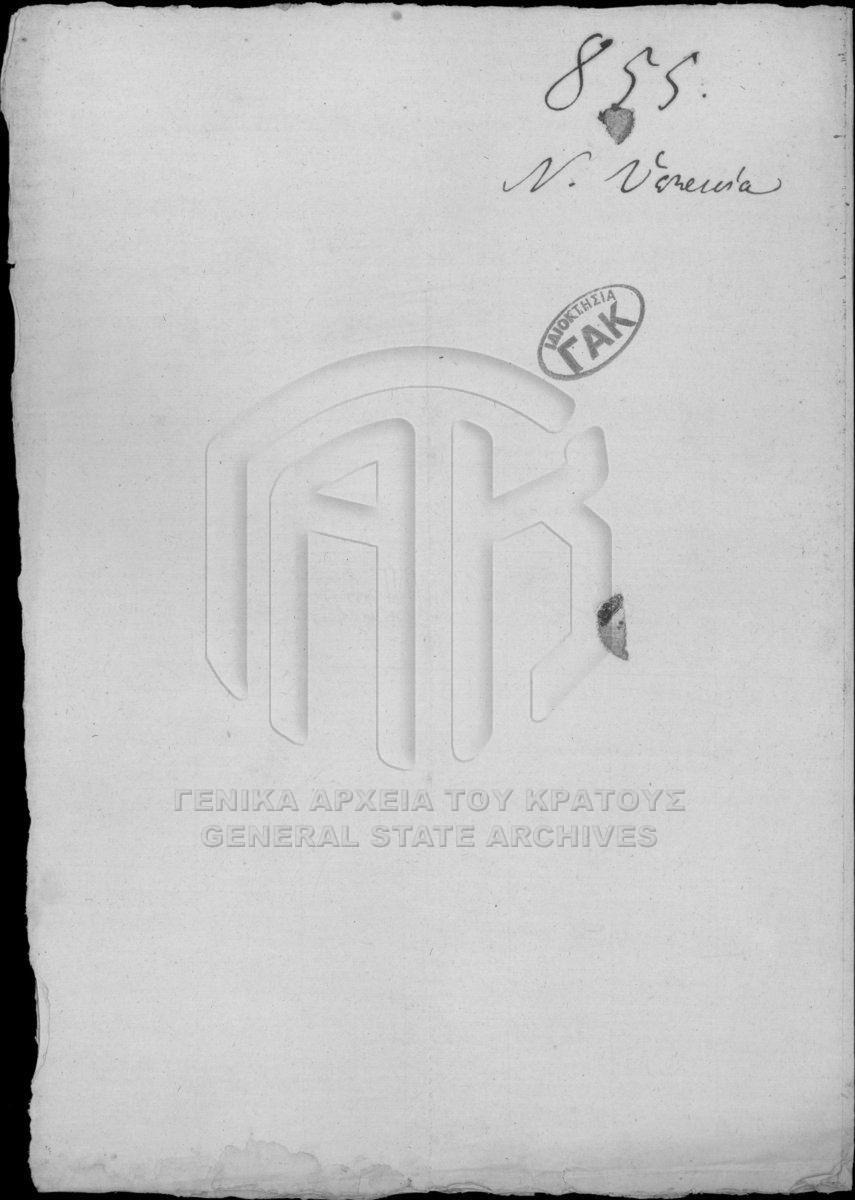 855.
Ν.
ΙΔΙΟΚΤΗΣΙΑ
ΓΑΚ
ΓΑΚ
ΓΕΝΙΚΑ ΑΡΧΕΙΑ ΤΟΥ ΚΡΑΤΟΥΣ
GENERAL STATE ARCHIVES